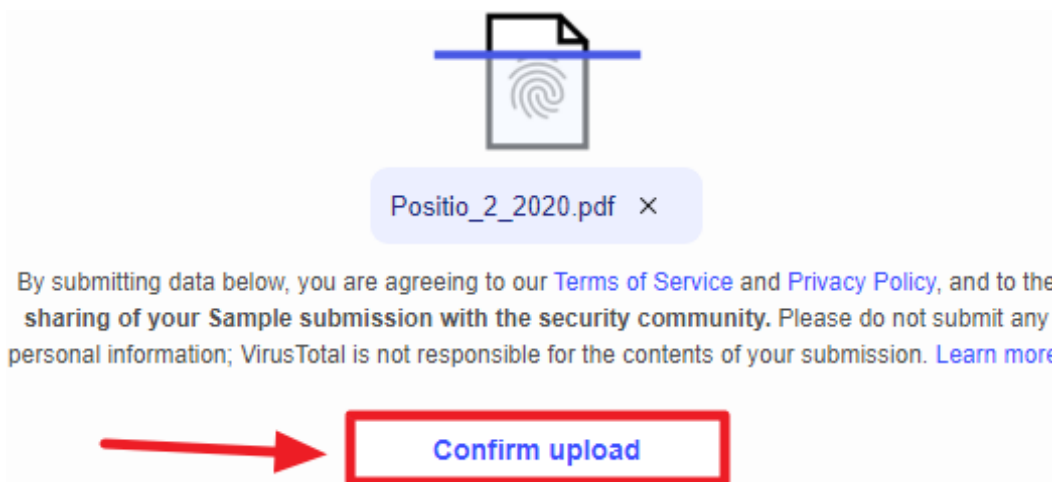 Positio_2_2020.pdf ×
By submitting data below, you are agreeing to our Terms of Service and Privacy Policy, and to the
sharing of your Sample submission with the security community. Please do not submit any
personal information; VirusTotal is not responsible for the contents of your submission. Learn more
Confirm upload